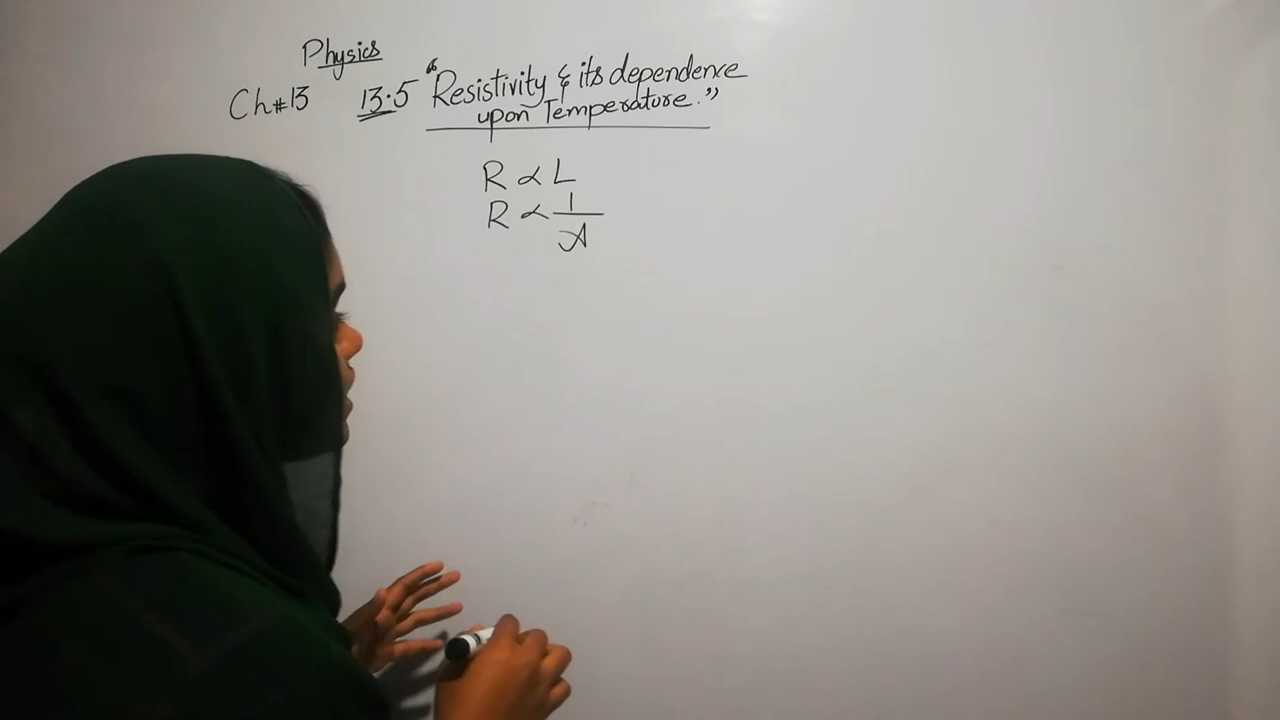 Physics
Ch#13 13.5 "Resistivity & its dependence
upon Temperature."
R ∝ L
R ∝ 1/A